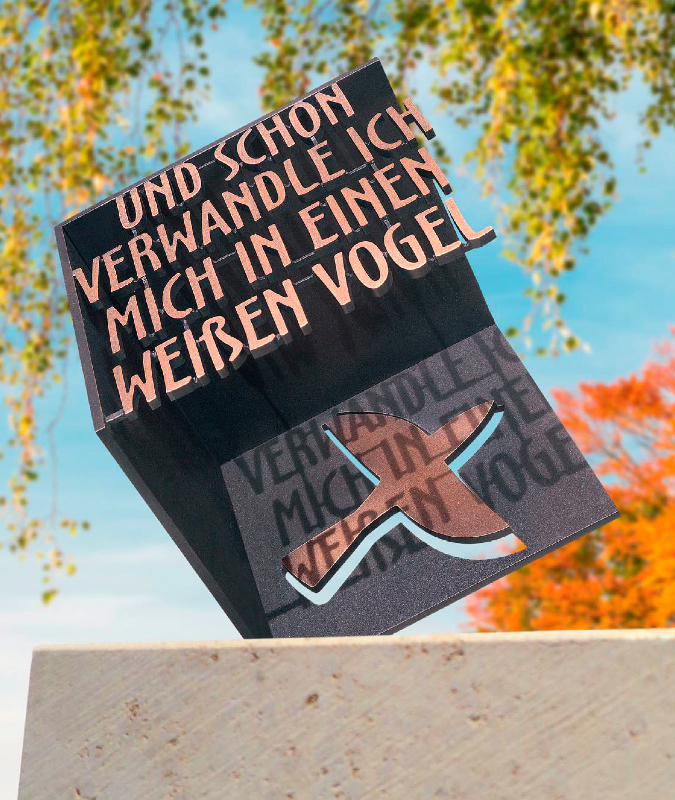 UND SCHON
VERWANDLE ICH
MICH IN EINEN
WEIẞEN VOGEL